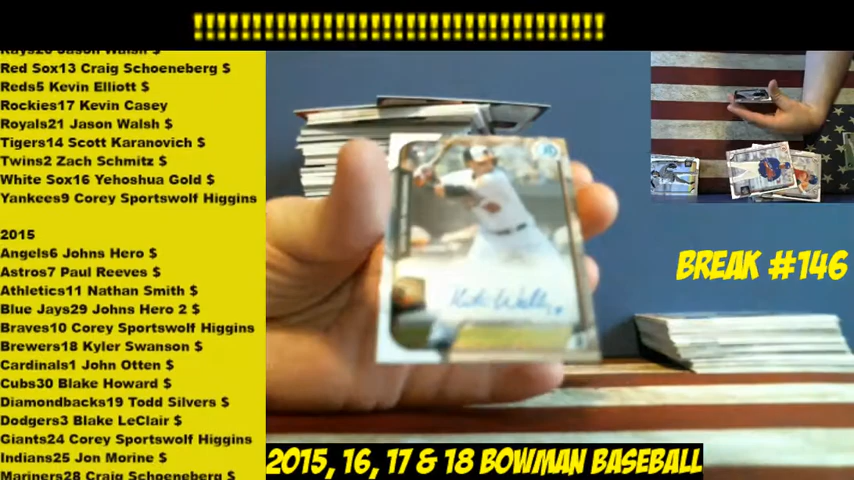 !!!!!!!!!!!!!!!!!!!!!!!!!!!!!!!!!!!!!
Rays20 Jason Walsh $
Red Sox13 Craig Schoeneberg $
Reds5 Kevin Elliott $
Rockies17 Kevin Casey
Royals21 Jason Walsh $
Tigers14 Scott Karanovich $
Twins2 Zach Schmitz $
White Sox16 Yehoshua Gold $
Yankees9 Corey Sportswolf Higgins
2015
Angels6 Johns Hero $
Astros7 Paul Reeves $
Athletics11 Nathan Smith $
Blue Jays29 Johns Hero 2 $
Braves10 Corey Sportswolf Higgins
Brewers18 Kyler Swanson $
Cardinals1 John Otten $
Cubs30 Blake Howard $
Diamondbacks19 Todd Silvers $
Dodgers3 Blake LeClair $
Giants24 Corey Sportswolf Higgins
Indians25 Jon Morine $
Mariners28 Craig Schoeneberg $
BREAK #146
2015, 16, 17 & 18 BOWMAN BASEBALL